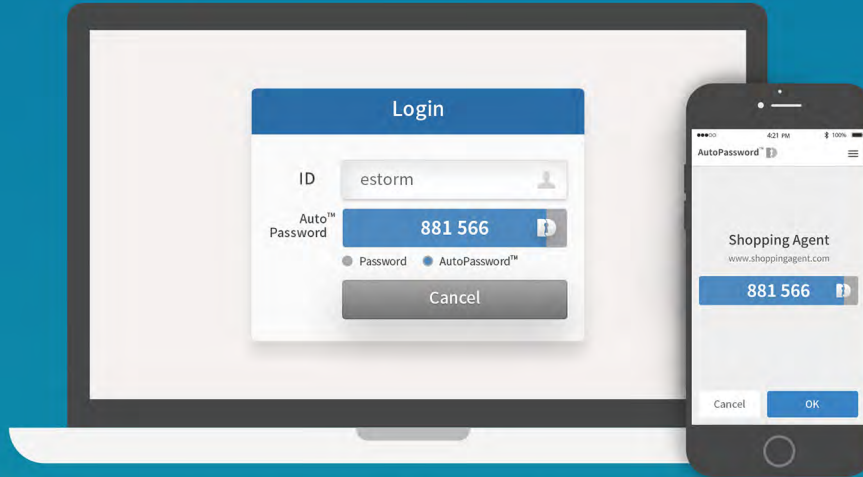 Login
ID
estorm
Auto™
Password
881 566
Password
AutoPassword™
Cancel
4:21 PM
100%
AutoPassword™
Shopping Agent
www.shoppingagent.com
881 566
Cancel
OK